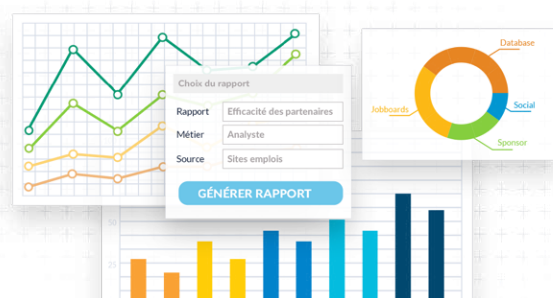 Database
Social
Jobboards
Sponsor
Choix du rapport
Rapport Efficacité des partenaires
Métier Analyste
Source Sites emplois
GÉNÉRER RAPPORT
50
25